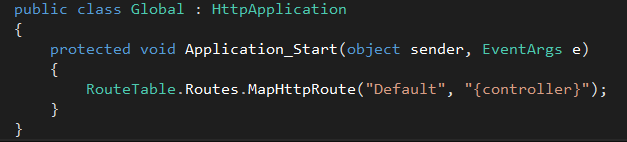 public class Global : HttpApplication
{
    protected void Application_Start(object sender, EventArgs e)
    {
        RouteTable.Routes.MapHttpRoute("Default", "{controller}");
    }
}